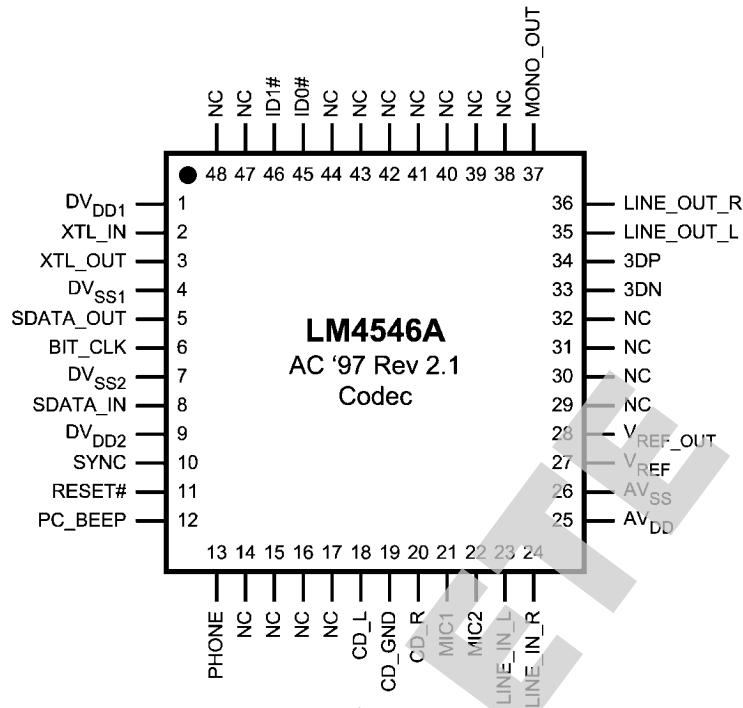 NC NC ID1# ID0# NC NC NC NC NC NC NC MONO_OUT
48 47 46 45 44 43 42 41 40 39 38 37
DVDD1 1
XTL_IN 2
XTL_OUT 3
DVSS1 4
SDATA_OUT 5
BIT_CLK 6
DVSS2 7
SDATA_IN 8
DVDD2 9
SYNC 10
RESET# 11
PC_BEEP 12
LM4546A
AC ‘97 Rev 2.1
Codec
36 LINE_OUT_R
35 LINE_OUT_L
34 3DP
33 3DN
32 NC
31 NC
30 NC
29 NC
28 VREF_OUT
27 VREF
26 AVSS
25 AVDD
13 14 15 16 17 18 19 20 21 22 23 24
PHONE NC NC NC NC CD_L CD_GND CD_R MIC1 MIC2 LINE_IN_L LINE_IN_R
ETE